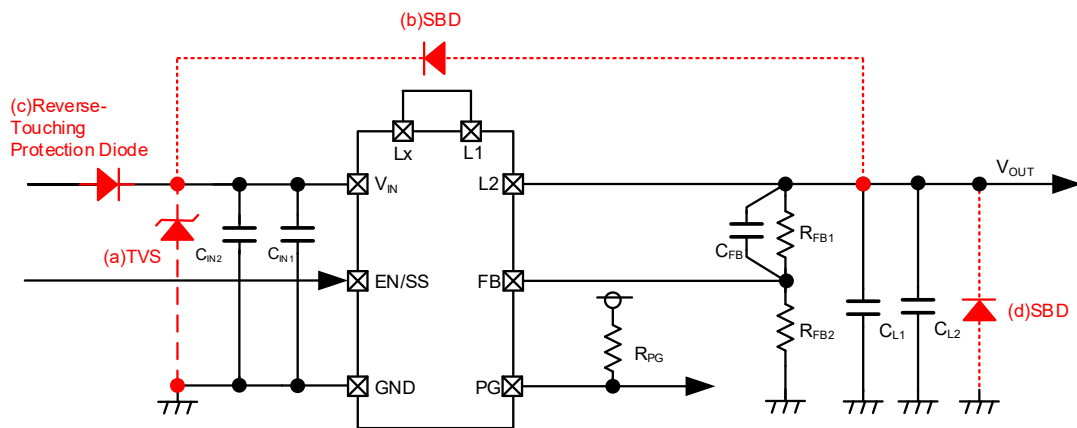 (b)SBD
(c)Reverse-
Touching
Protection Diode
Lx
L1
VIN
L2
VOUT
(a)TVS
CIN2
CIN1
CFB
RFB1
EN/SS
FB
RPG
RFB2
CL1
CL2
(d)SBD
GND
PG